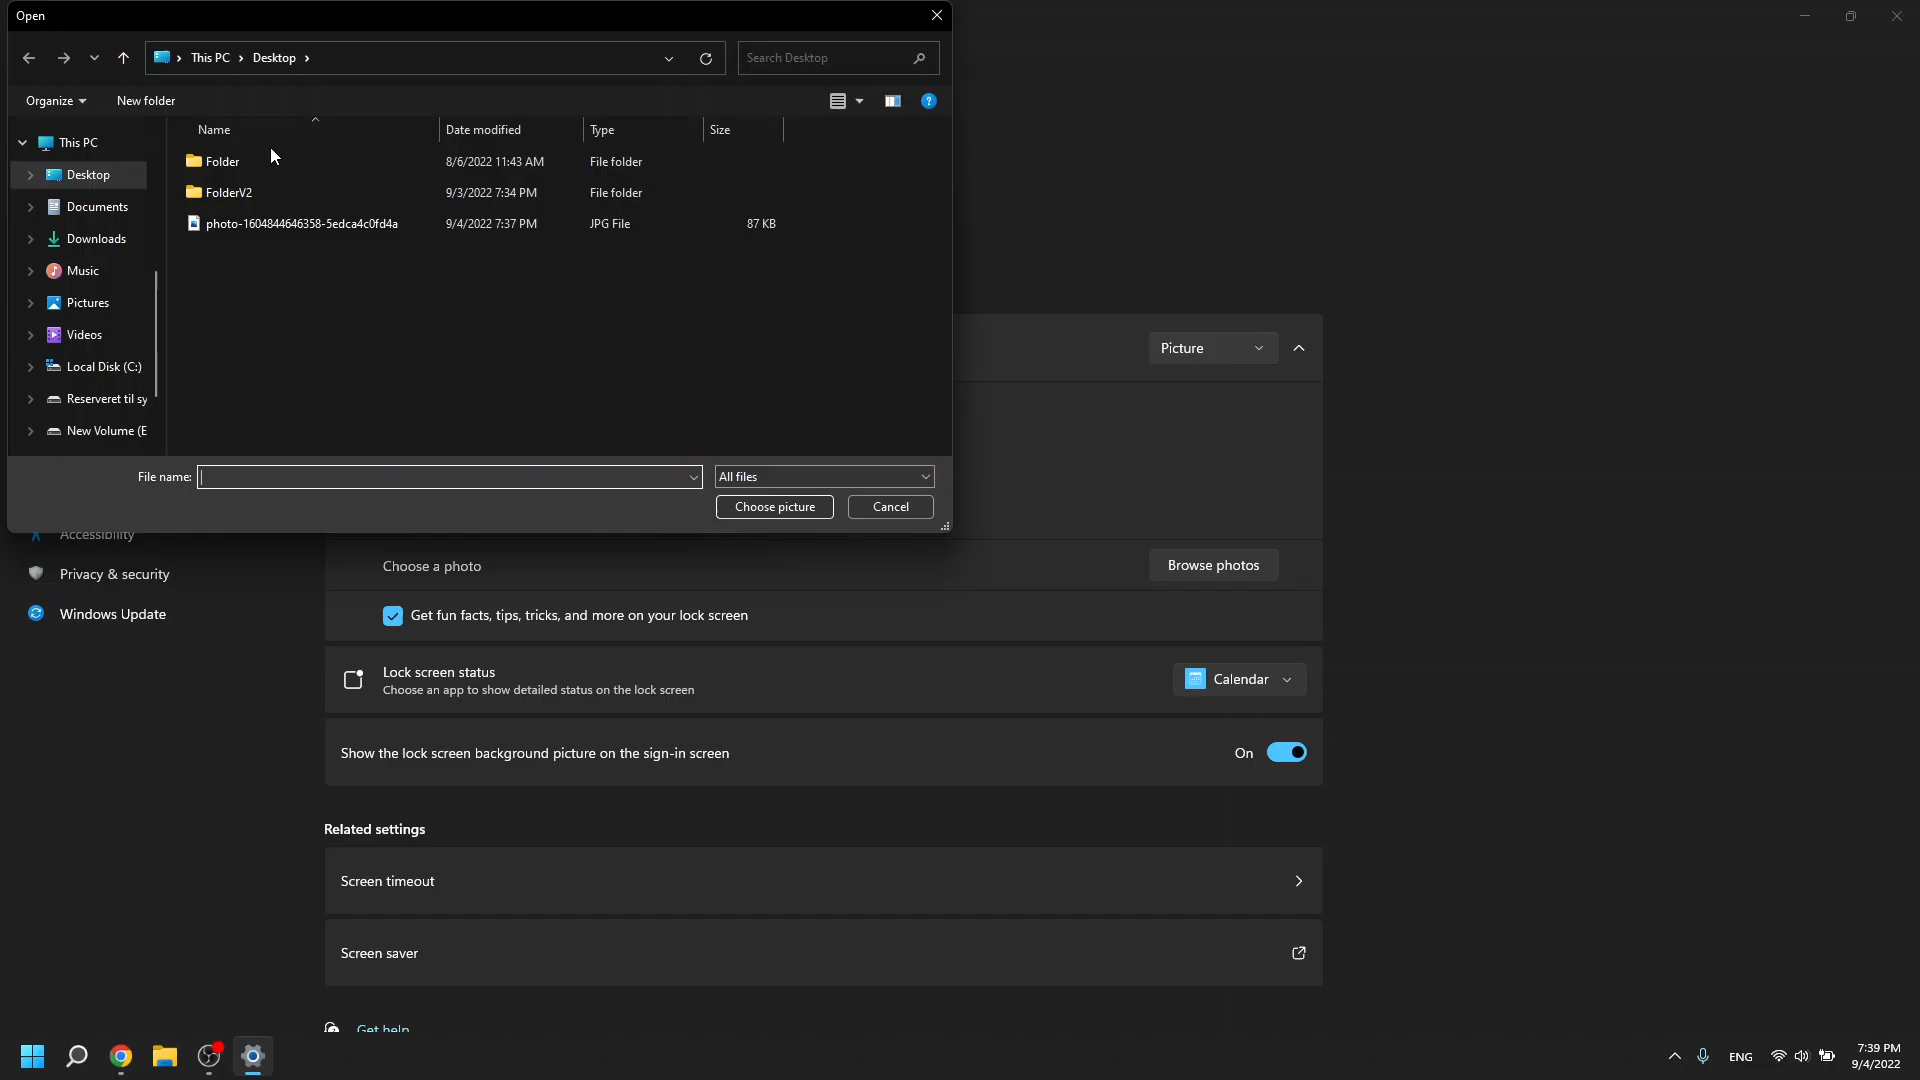 Open
This PC Desktop
Search Desktop
Organize
New folder
This PC
Desktop
Documents
Downloads
Music
Pictures
Videos
Local Disk (C:)
Reserveret til sy
New Volume (E
Name Date modified Type Size
Folder 8/6/2022 11:43 AM File folder
FolderV2 9/3/2022 7:34 PM File folder
photo-1604844646358-5edca4c0fd4a 9/4/2022 7:37 PM JPG File 87 KB
File name:
All files
Choose picture
Cancel
Picture
Accessibility
Privacy & security
Windows Update
Choose a photo
Browse photos
Get fun facts, tips, tricks, and more on your lock screen
Lock screen status
Choose an app to show detailed status on the lock screen
Calendar
Show the lock screen background picture on the sign-in screen
On
Related settings
Screen timeout
Screen saver
Get help
ENG
7:39 PM
9/4/2022